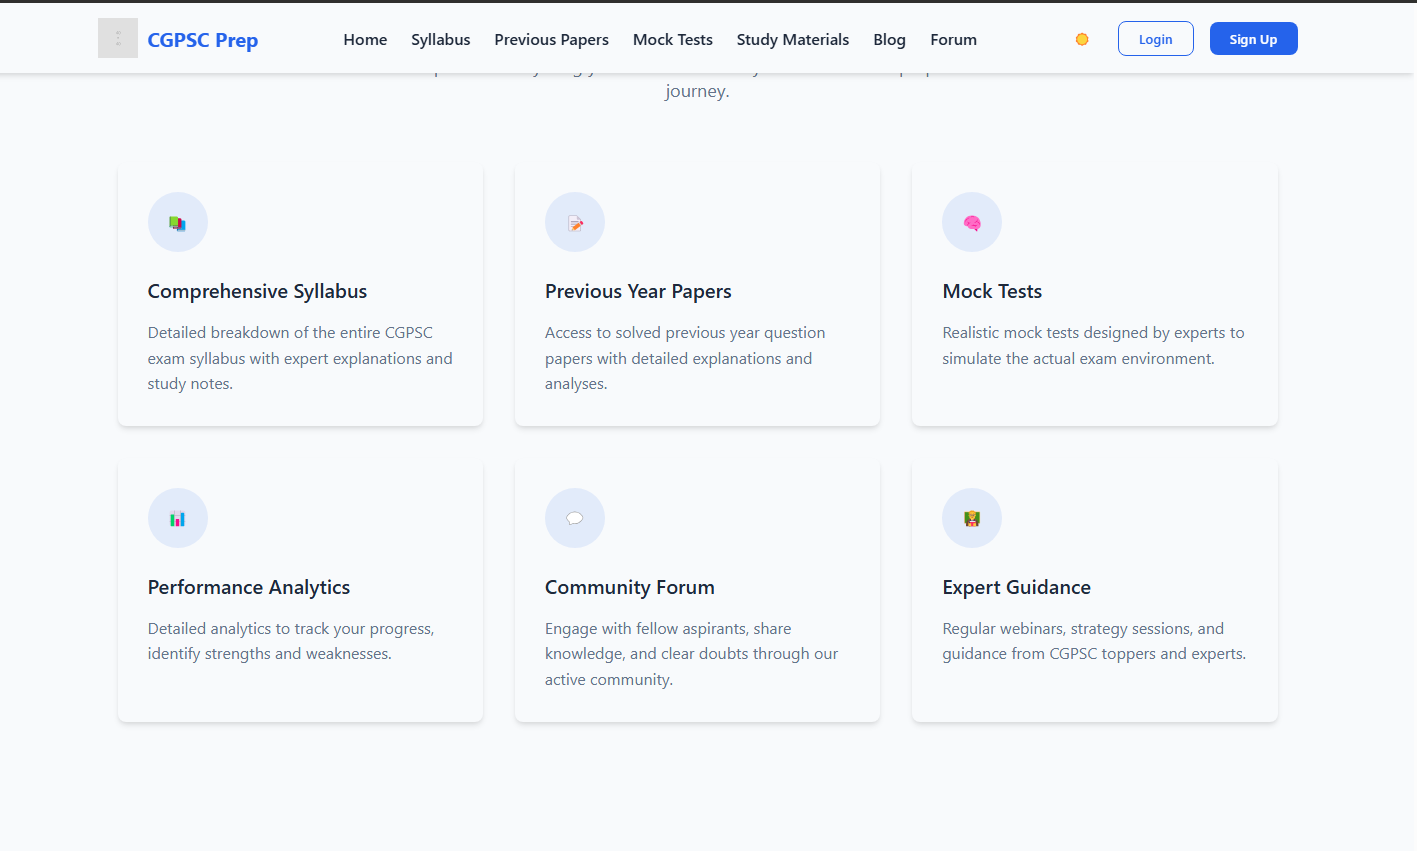 CGPSC Prep
Home Syllabus Previous Papers Mock Tests Study Materials Blog Forum
Login Sign Up
journey.
Comprehensive Syllabus
Detailed breakdown of the entire CGPSC
exam syllabus with expert explanations and
study notes.
Previous Year Papers
Access to solved previous year question
papers with detailed explanations and
analyses.
Mock Tests
Realistic mock tests designed by experts to
simulate the actual exam environment.
Performance Analytics
Detailed analytics to track your progress,
identify strengths and weaknesses.
Community Forum
Engage with fellow aspirants, share
knowledge, and clear doubts through our
active community.
Expert Guidance
Regular webinars, strategy sessions, and
guidance from CGPSC toppers and experts.